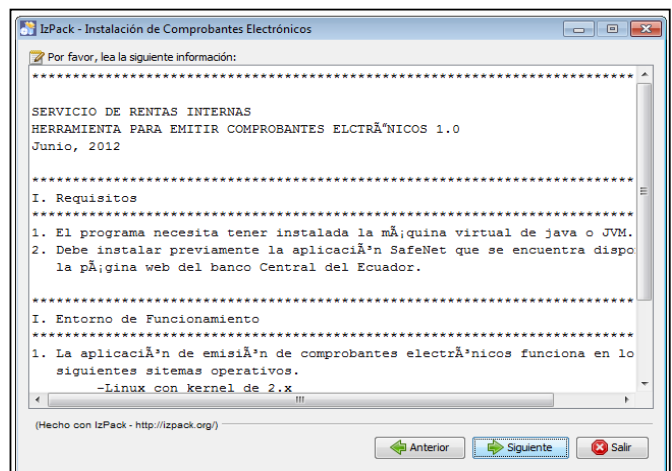 IzPack - Instalación de Comprobantes Electrónicos
Por favor, lea la siguiente información:
******************************************************************************
SERVICIO DE RENTAS INTERNAS
HERRAMIENTA PARA EMITIR COMPROBANTES ELCTRÃ“NICOS 1.0
Junio, 2012
******************************************************************************
I. Requisitos
******************************************************************************
1. El programa necesita tener instalada la mÃ¡quina virtual de java o JVM.
2. Debe instalar previamente la aplicaciÃ³n SafeNet que se encuentra dispo
la pÃ¡gina web del banco Central del Ecuador.
******************************************************************************
I. Entorno de Funcionamiento
******************************************************************************
1. La aplicaciÃ³n de emisiÃ³n de comprobantes electrÃ³nicos funciona en lo
siguientes sitemas operativos.
-Linux con kernel de 2.x
(Hecho con IzPack - http://izpack.org/)
Anterior
Siguiente
Salir